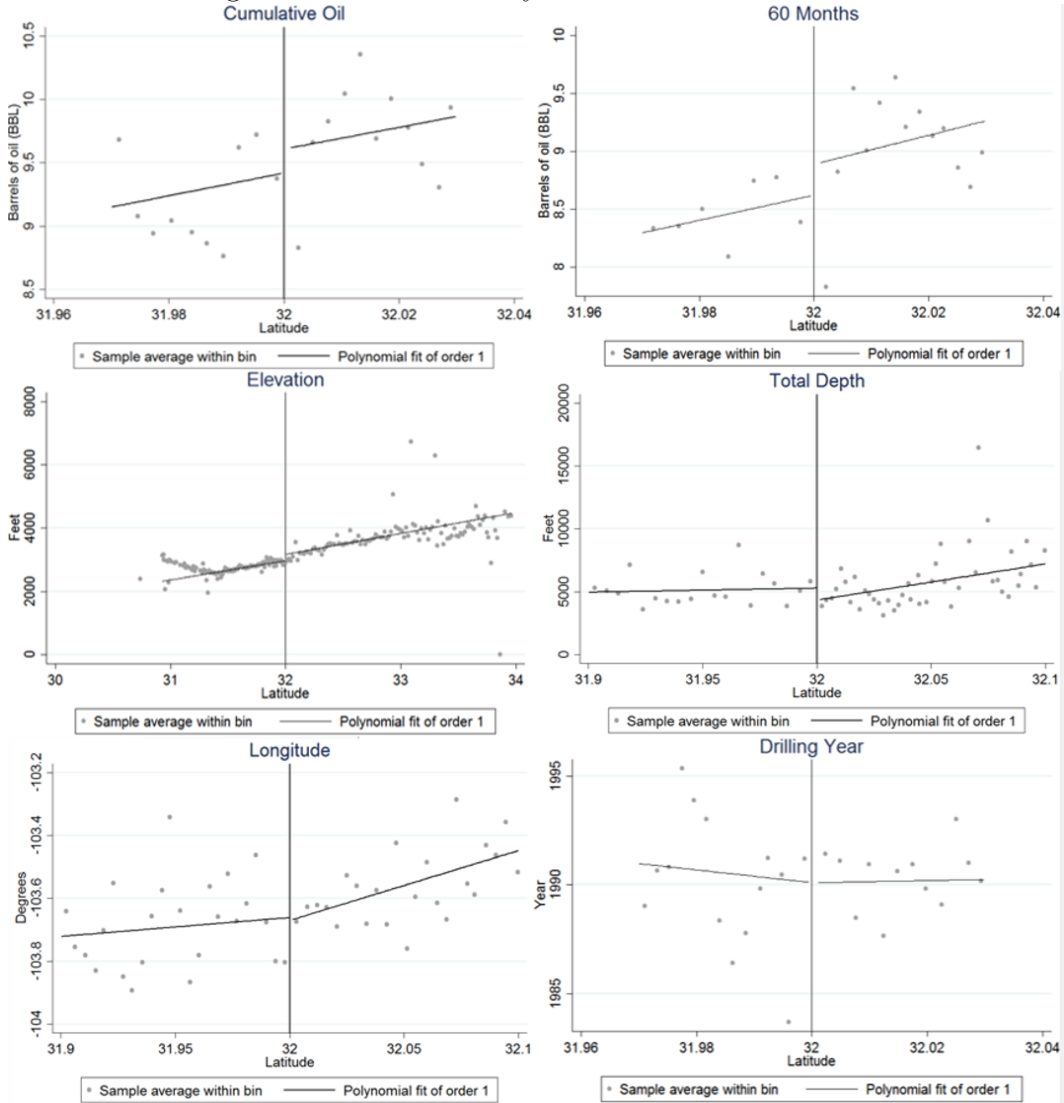 Cumulative Oil
Barrels of oil (BBL)
10.5
10
9.5
9
8.5
31.96 31.98 32 32.02 32.04
Latitude
Sample average within bin Polynomial fit of order 1
60 Months
Barrels of oil (BBL)
10
9.5
9
8.5
8
31.96 31.98 32 32.02 32.04
Latitude
Sample average within bin Polynomial fit of order 1
Elevation
Feet
8000
6000
4000
2000
0
30 31 32 33 34
Latitude
Sample average within bin Polynomial fit of order 1
Total Depth
Feet
20000
15000
10000
5000
0
31.9 31.95 32 32.05 32.1
Latitude
Sample average within bin Polynomial fit of order 1
Longitude
Degrees
-103.2
-103.4
-103.6
-103.8
-104
31.9 31.95 32 32.05 32.1
Latitude
Sample average within bin Polynomial fit of order 1
Drilling Year
Year
1995
1990
1985
31.96 31.98 32 32.02 32.04
Latitude
Sample average within bin Polynomial fit of order 1